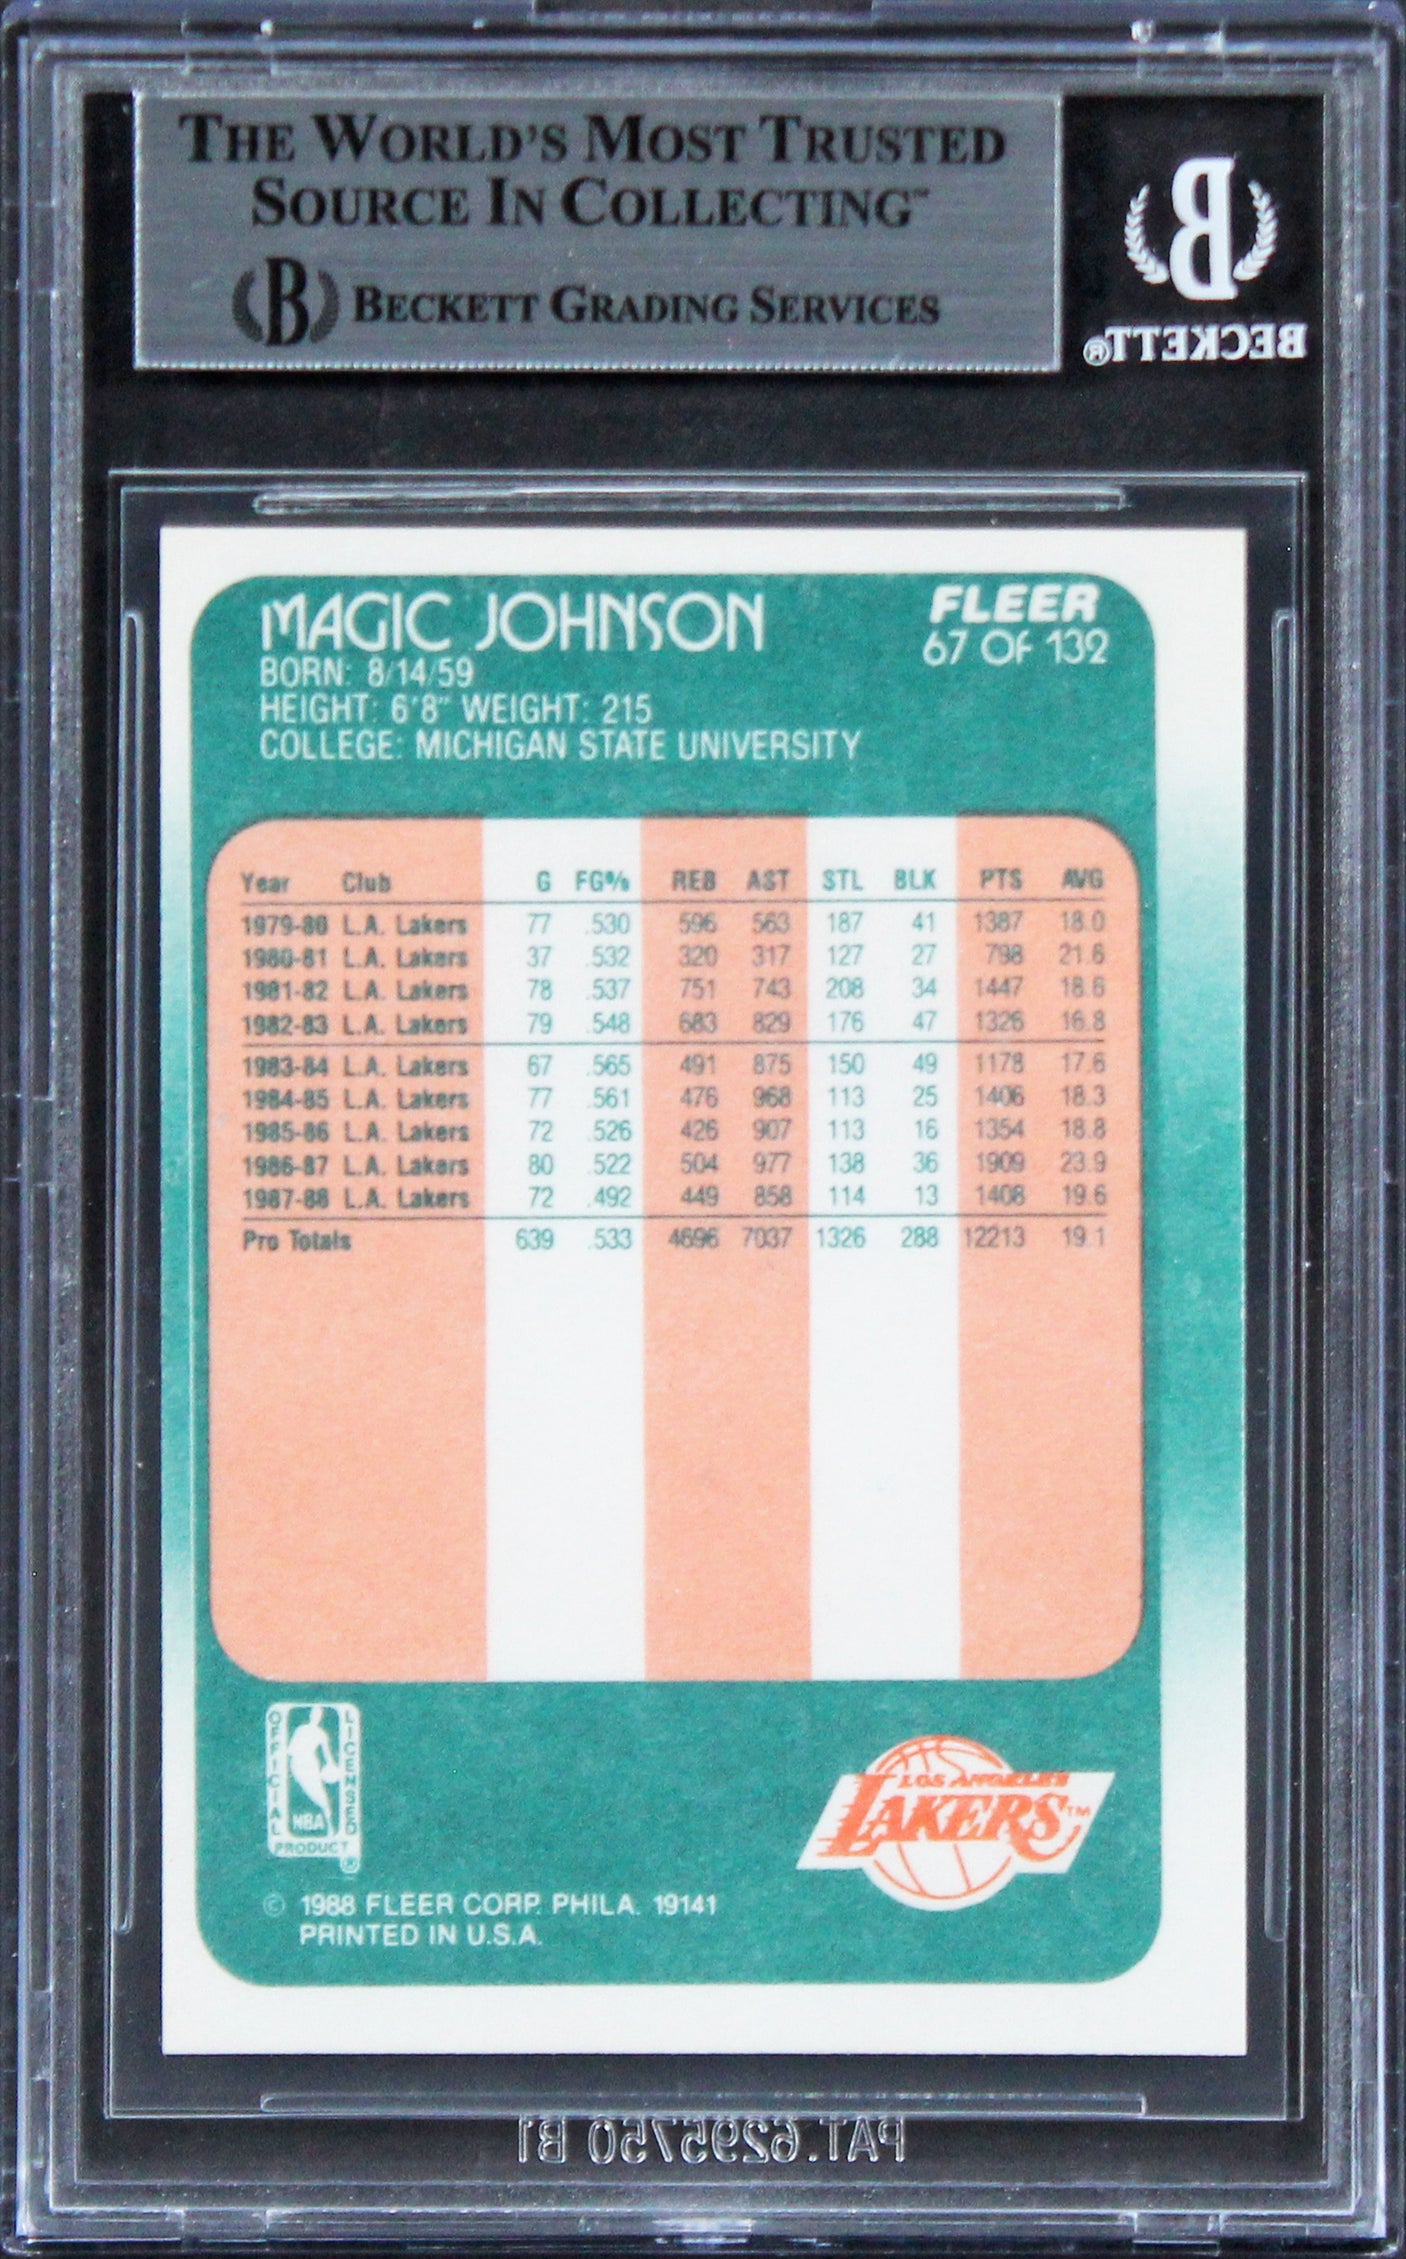 THE WORLD'S MOST TRUSTED
SOURCE IN COLLECTING™
B BECKETT GRADING SERVICES
B
BECKETT®
MAGIC JOHNSON
BORN: 8/14/59
HEIGHT: 6'8" WEIGHT: 215
COLLEGE: MICHIGAN STATE UNIVERSITY
FLEER
67 OF 132
Year Club G FG% REB AST STL BLK PTS AVG
1979-80 L.A. Lakers 77 .530 596 563 187 41 1387 18.0
1980-81 L.A. Lakers 37 .532 320 317 127 27 798 21.6
1981-82 L.A. Lakers 78 .537 751 743 208 34 1447 18.6
1982-83 L.A. Lakers 79 .548 683 829 176 47 1326 16.8
1983-84 L.A. Lakers 67 .565 491 875 150 49 1178 17.6
1984-85 L.A. Lakers 77 .561 476 968 113 25 1406 18.3
1985-86 L.A. Lakers 72 .526 426 907 113 16 1354 18.8
1986-87 L.A. Lakers 80 .522 504 977 138 36 1909 23.9
1987-88 L.A. Lakers 72 .492 449 858 114 13 1408 19.6
Pro Totals 639 .533 4696 7037 1326 288 12213 19.1
OFFICIAL LICENSED
NBA
PRODUCT
®
LOS ANGELES
LAKERS™
© 1988 FLEER CORP. PHILA. 19141
PRINTED IN U.S.A.
PAT.6295750 B1